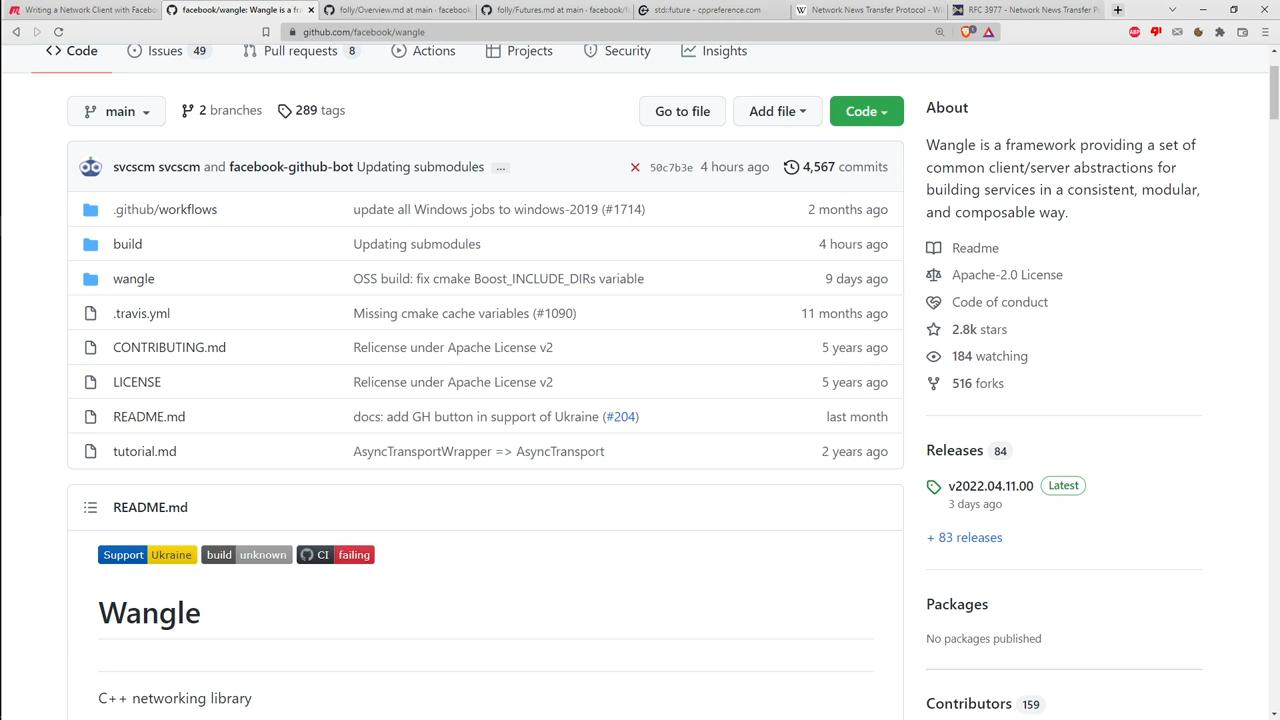 Writing a Network Client with Faceboo
facebook/wangle: Wangle is a fra
folly/Overview.md at main · facebook
folly/Futures.md at main · facebook/f
std::future - cppreference.com
Network News Transfer Protocol - Wi
RFC 3977 - Network News Transfer Pr
github.com/facebook/wangle
Code
Issues 49
Pull requests 8
Actions
Projects
Security
Insights
main
2 branches
289 tags
Go to file
Add file
Code
svcscm svcscm and facebook-github-bot Updating submodules ...
50c7b3e 4 hours ago
4,567 commits
.github/workflows update all Windows jobs to windows-2019 (#1714) 2 months ago
build Updating submodules 4 hours ago
wangle OSS build: fix cmake Boost_INCLUDE_DIRs variable 9 days ago
.travis.yml Missing cmake cache variables (#1090) 11 months ago
CONTRIBUTING.md Relicense under Apache License v2 5 years ago
LICENSE Relicense under Apache License v2 5 years ago
README.md docs: add GH button in support of Ukraine (#204) last month
tutorial.md AsyncTransportWrapper => AsyncTransport 2 years ago
README.md
Support Ukraine build unknown CI failing
Wangle
C++ networking library
About
Wangle is a framework providing a set of
common client/server abstractions for
building services in a consistent, modular,
and composable way.
Readme
Apache-2.0 License
Code of conduct
2.8k stars
184 watching
516 forks
Releases 84
v2022.04.11.00 Latest
3 days ago
+ 83 releases
Packages
No packages published
Contributors 159